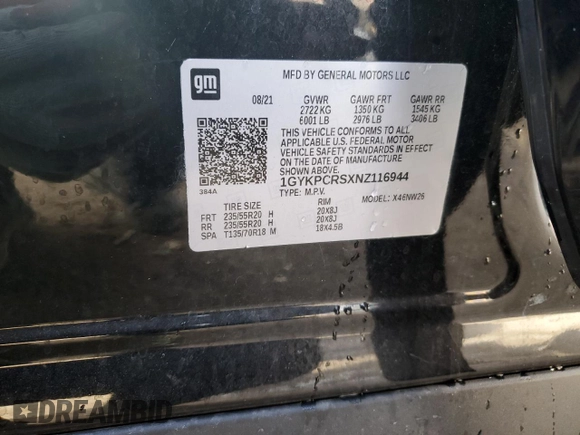 gm
MFD BY GENERAL MOTORS LLC
08/21 GVWR GAWR FRT GAWR RR
2722 KG 1350 KG 1545 KG
6001 LB 2976 LB 3406 LB
THIS VEHICLE CONFORMS TO ALL
APPLICABLE U.S. FEDERAL MOTOR
VEHICLE SAFETY STANDARDS IN
EFFECT ON THE DATE OF
MANUFACTURE SHOWN ABOVE.
1GYKPCRSXNZ116944
384A TYPE: M.P.V. MODEL: X46NW26
TIRE SIZE RIM
FRT 235/55R20 H 20X8J
RR 235/55R20 H 20X8J
SPA T135/70R18 M 18X4.5B
DREAMBID